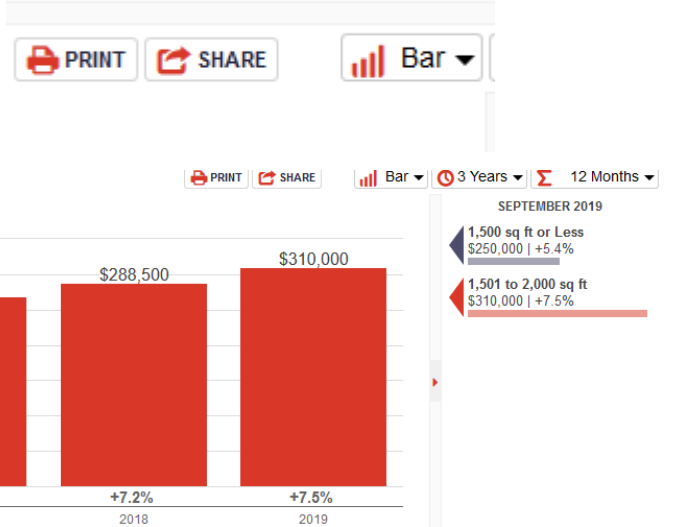 PRINT SHARE Bar
PRINT SHARE Bar 3 Years Σ 12 Months
SEPTEMBER 2019
1,500 sq ft or Less
$250,000 | +5.4%
1,501 to 2,000 sq ft
$310,000 | +7.5%
$288,500 $310,000
+7.2% +7.5%
2018 2019